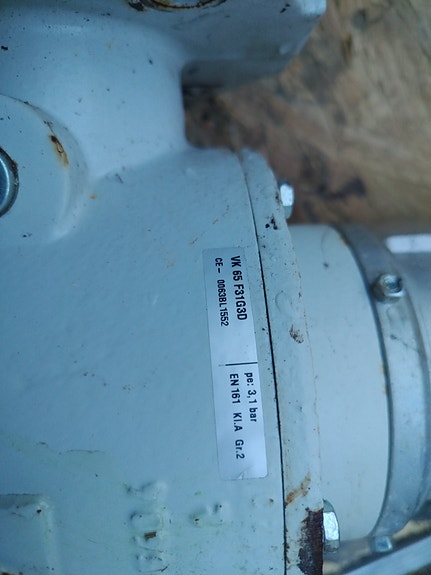 VK 65 F31G3D
CE- 0063BL1552
pe: 3,1 bar
EN 161 Kl.A Gr.2